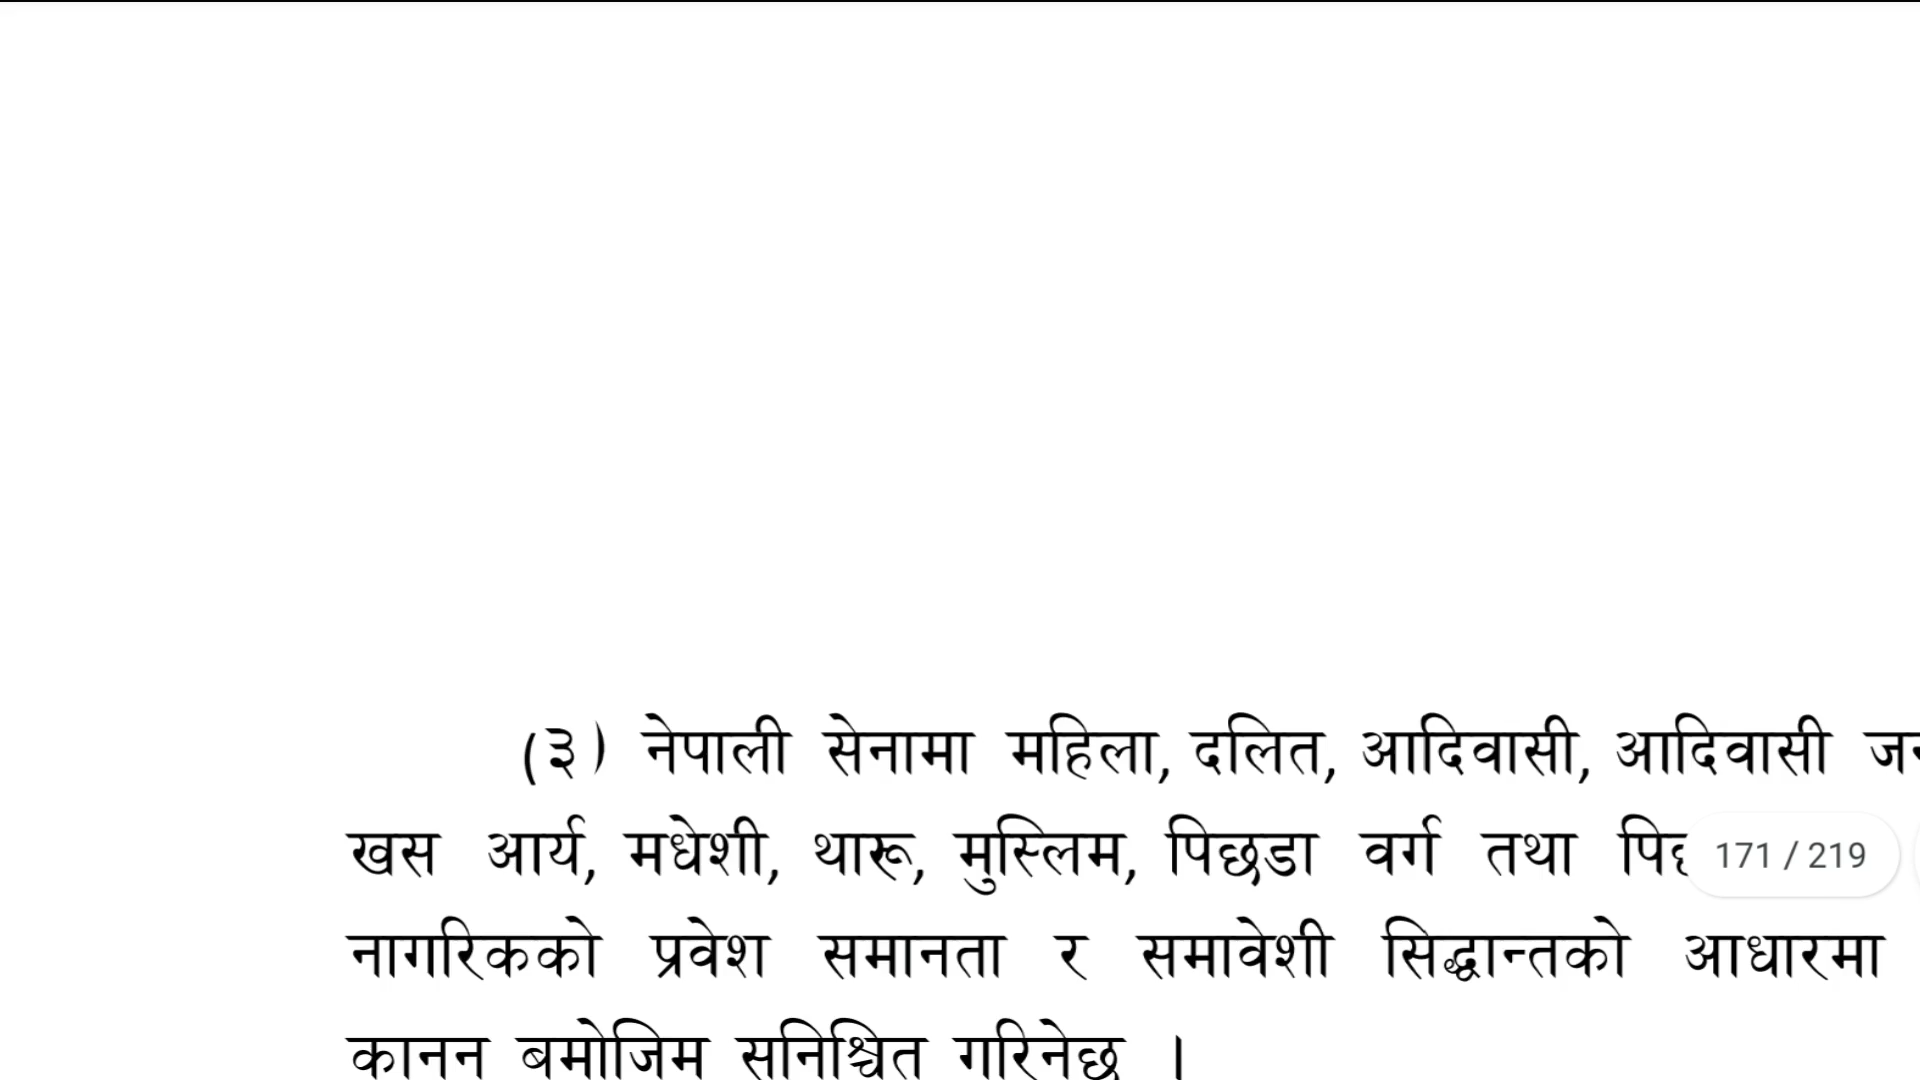 (३) नेपाली सेनामा महिला, दलित, आदिवासी, आदिवासी
खस आर्य, मधेशी, थारू, मुस्लिम, पिछडा वर्ग तथा
171 / 219
नागरिकको प्रवेश समानता र समावेशी सिद्धान्तको आधारमा
बमोजिम गरिनेछ ।